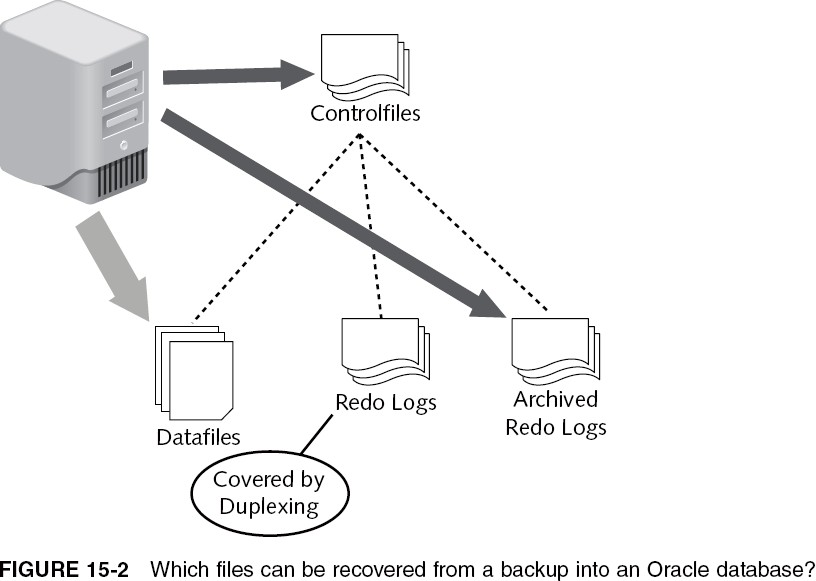 Controlfiles
Redo Logs
Archived
Redo Logs
Datafiles
Covered by
Duplexing
FIGURE 15-2 Which files can be recovered from a backup into an Oracle database?